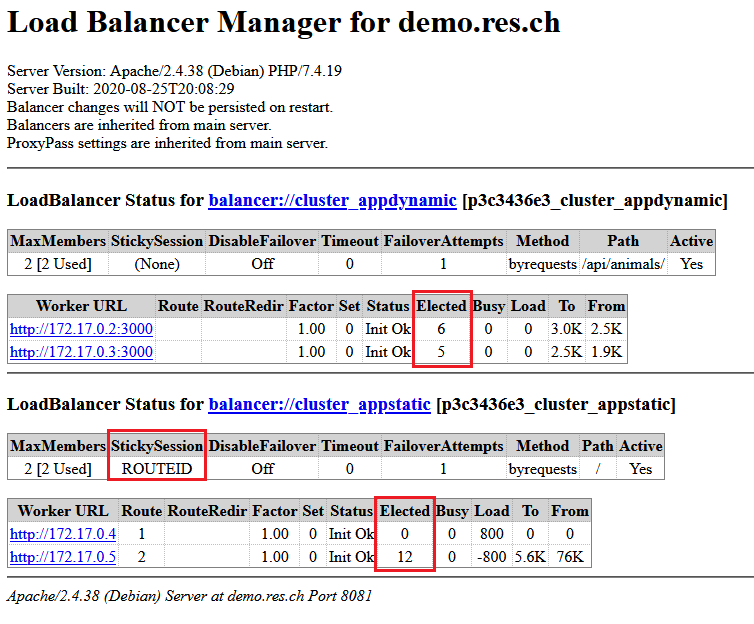 Load Balancer Manager for demo.res.ch
Server Version: Apache/2.4.38 (Debian) PHP/7.4.19
Server Built: 2020-08-25T20:08:29
Balancer changes will NOT be persisted on restart.
Balancers are inherited from main server.
ProxyPass settings are inherited from main server.
LoadBalancer Status for balancer://cluster_appdynamic [p3c3436e3_cluster_appdynamic]
MaxMembers StickySession DisableFailover Timeout FailoverAttempts Method Path Active
2 [2 Used] (None) Off 0 1 byrequests /api/animals/ Yes
Worker URL Route RouteRedir Factor Set Status Elected Busy Load To From
http://172.17.0.2:3000 1.00 0 Init Ok 6 0 0 3.0K 2.5K
http://172.17.0.3:3000 1.00 0 Init Ok 5 0 0 2.5K 1.9K
LoadBalancer Status for balancer://cluster_appstatic [p3c3436e3_cluster_appstatic]
MaxMembers StickySession DisableFailover Timeout FailoverAttempts Method Path Active
2 [2 Used] ROUTEID Off 0 1 byrequests / Yes
Worker URL Route RouteRedir Factor Set Status Elected Busy Load To From
http://172.17.0.4 1 1.00 0 Init Ok 0 0 800 0 0
http://172.17.0.5 2 1.00 0 Init Ok 12 0 -800 5.6K 76K
Apache/2.4.38 (Debian) Server at demo.res.ch Port 8081